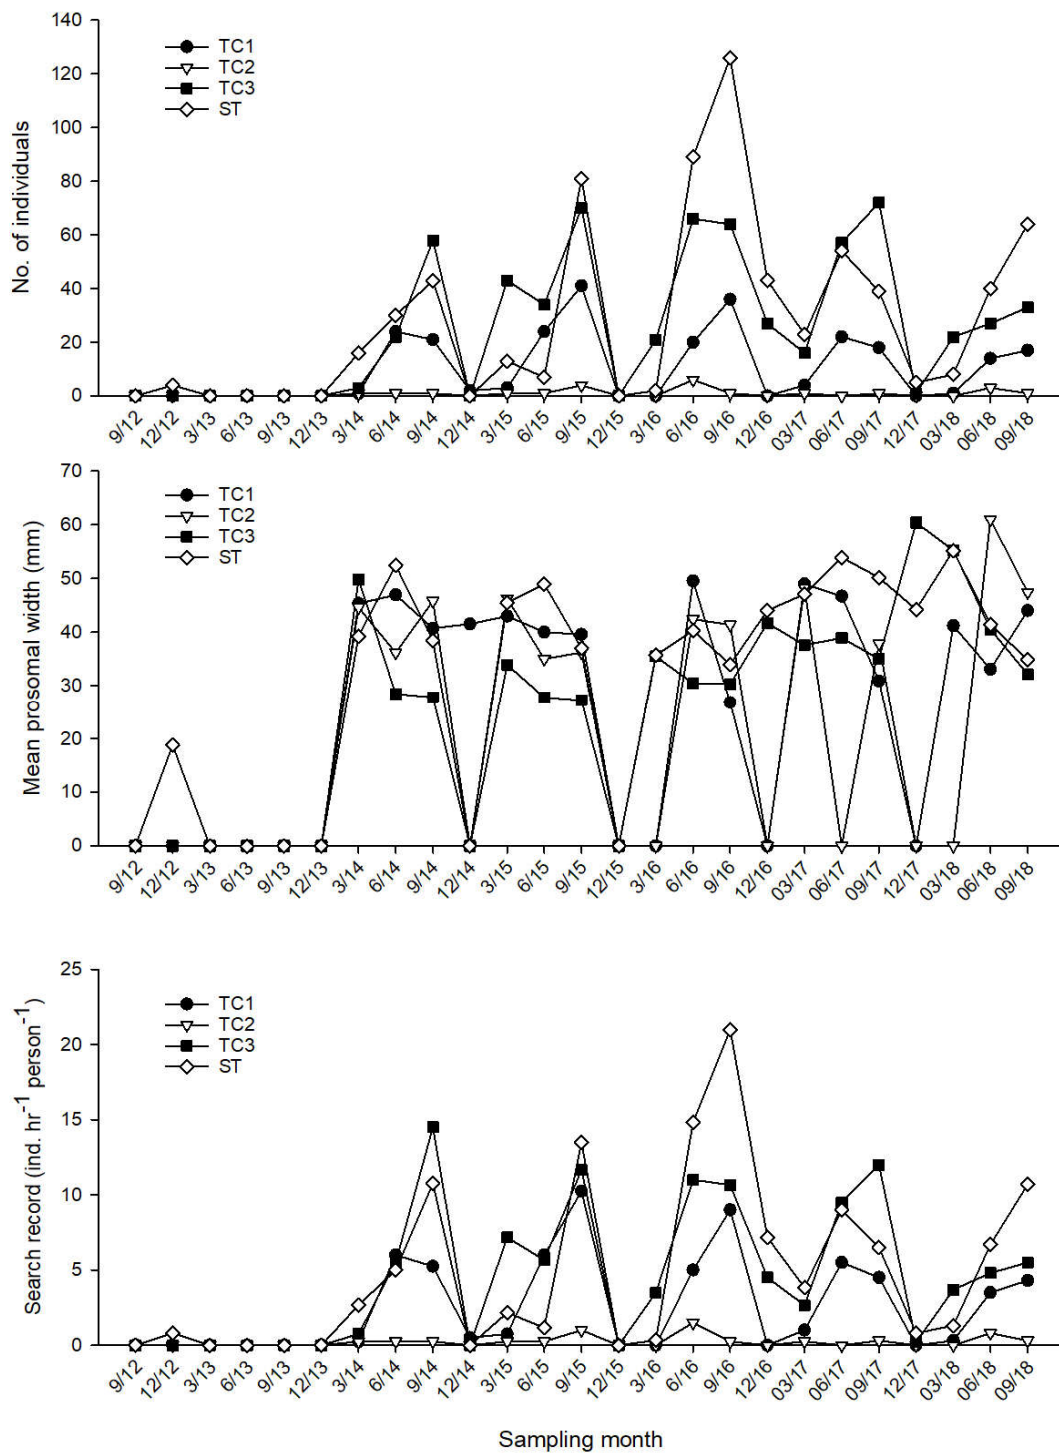 No. of individuals
140
120
100
80
60
40
20
0
TC1
TC2
TC3
ST
9/12 12/12 3/13 6/13 9/13 12/13 3/14 6/14 9/14 12/14 3/15 6/15 9/15 12/15 3/16 6/16 9/16 12/16 03/17 06/17 09/17 12/17 03/18 06/18 09/18
Mean prosomal width (mm)
70
60
50
40
30
20
10
0
TC1
TC2
TC3
ST
9/12 12/12 3/13 6/13 9/13 12/13 3/14 6/14 9/14 12/14 3/15 6/15 9/15 12/15 3/16 6/16 9/16 12/16 03/17 06/17 09/17 12/17 03/18 06/18 09/18
Search record (ind. hr⁻¹ person⁻¹)
25
20
15
10
5
0
TC1
TC2
TC3
ST
9/12 12/12 3/13 6/13 9/13 12/13 3/14 6/14 9/14 12/14 3/15 6/15 9/15 12/15 3/16 6/16 9/16 12/16 03/17 06/17 09/17 12/17 03/18 06/18 09/18
Sampling month